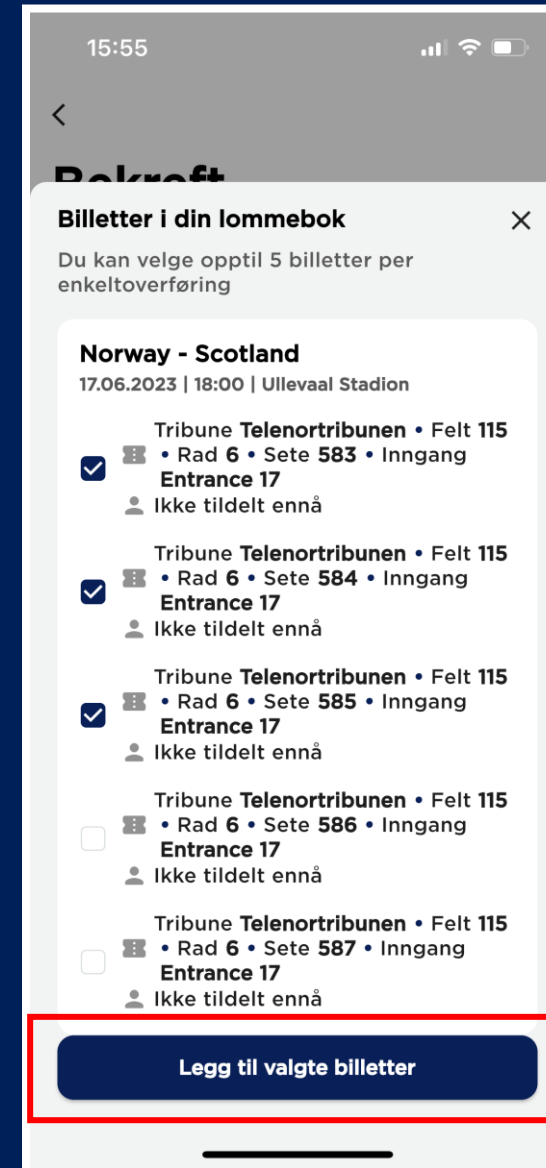 15:55
Bekreft
Billetter i din lommebok
Du kan velge opptil 5 billetter per
enkeltoverføring
Norway - Scotland
17.06.2023 | 18:00 | Ullevaal Stadion
Tribune Telenortribunen • Felt 115
• Rad 6 • Sete 583 • Inngang
Entrance 17
Ikke tildelt ennå
Tribune Telenortribunen • Felt 115
• Rad 6 • Sete 584 • Inngang
Entrance 17
Ikke tildelt ennå
Tribune Telenortribunen • Felt 115
• Rad 6 • Sete 585 • Inngang
Entrance 17
Ikke tildelt ennå
Tribune Telenortribunen • Felt 115
• Rad 6 • Sete 586 • Inngang
Entrance 17
Ikke tildelt ennå
Tribune Telenortribunen • Felt 115
• Rad 6 • Sete 587 • Inngang
Entrance 17
Ikke tildelt ennå
Legg til valgte billetter